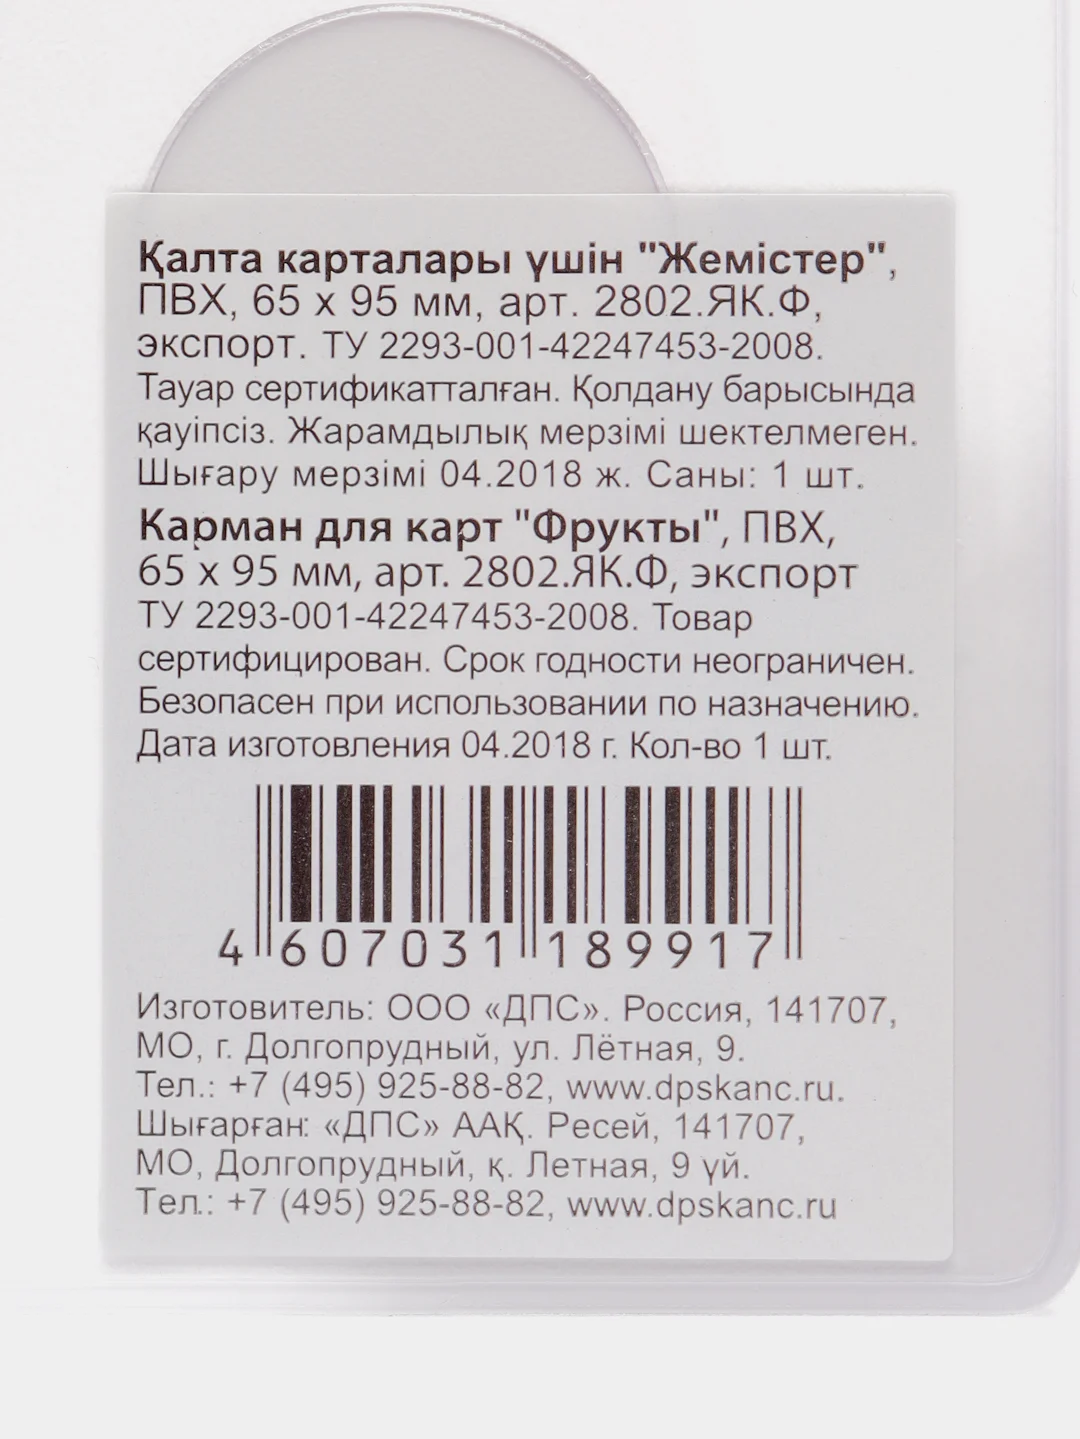 Қалта карталары үшін "Жемістер",
ПВХ, 65 х 95 мм, арт. 2802.ЯК.Ф,
экспорт. ТУ 2293-001-42247453-2008.
Тауар сертификатталған. Қолдану барысында
қауіпсіз. Жарамдылық мерзімі шектелмеген.
Шығару мерзімі 04.2018 ж. Саны: 1 шт.
Карман для карт "Фрукты", ПВХ,
65 х 95 мм, арт. 2802.ЯК.Ф, экспорт
ТУ 2293-001-42247453-2008. Товар
сертифицирован. Срок годности неограничен.
Безопасен при использовании по назначению.
Дата изготовления 04.2018 г. Кол-во 1 шт.
4 607031 189917
Изготовитель: ООО «ДПС». Россия, 141707,
МО, г. Долгопрудный, ул. Лётная, 9.
Тел.: +7 (495) 925-88-82, www.dpskanc.ru.
Шығарған: «ДПС» ААҚ. Ресей, 141707,
МО, Долгопрудный, қ. Летная, 9 үй.
Тел.: +7 (495) 925-88-82, www.dpskanc.ru